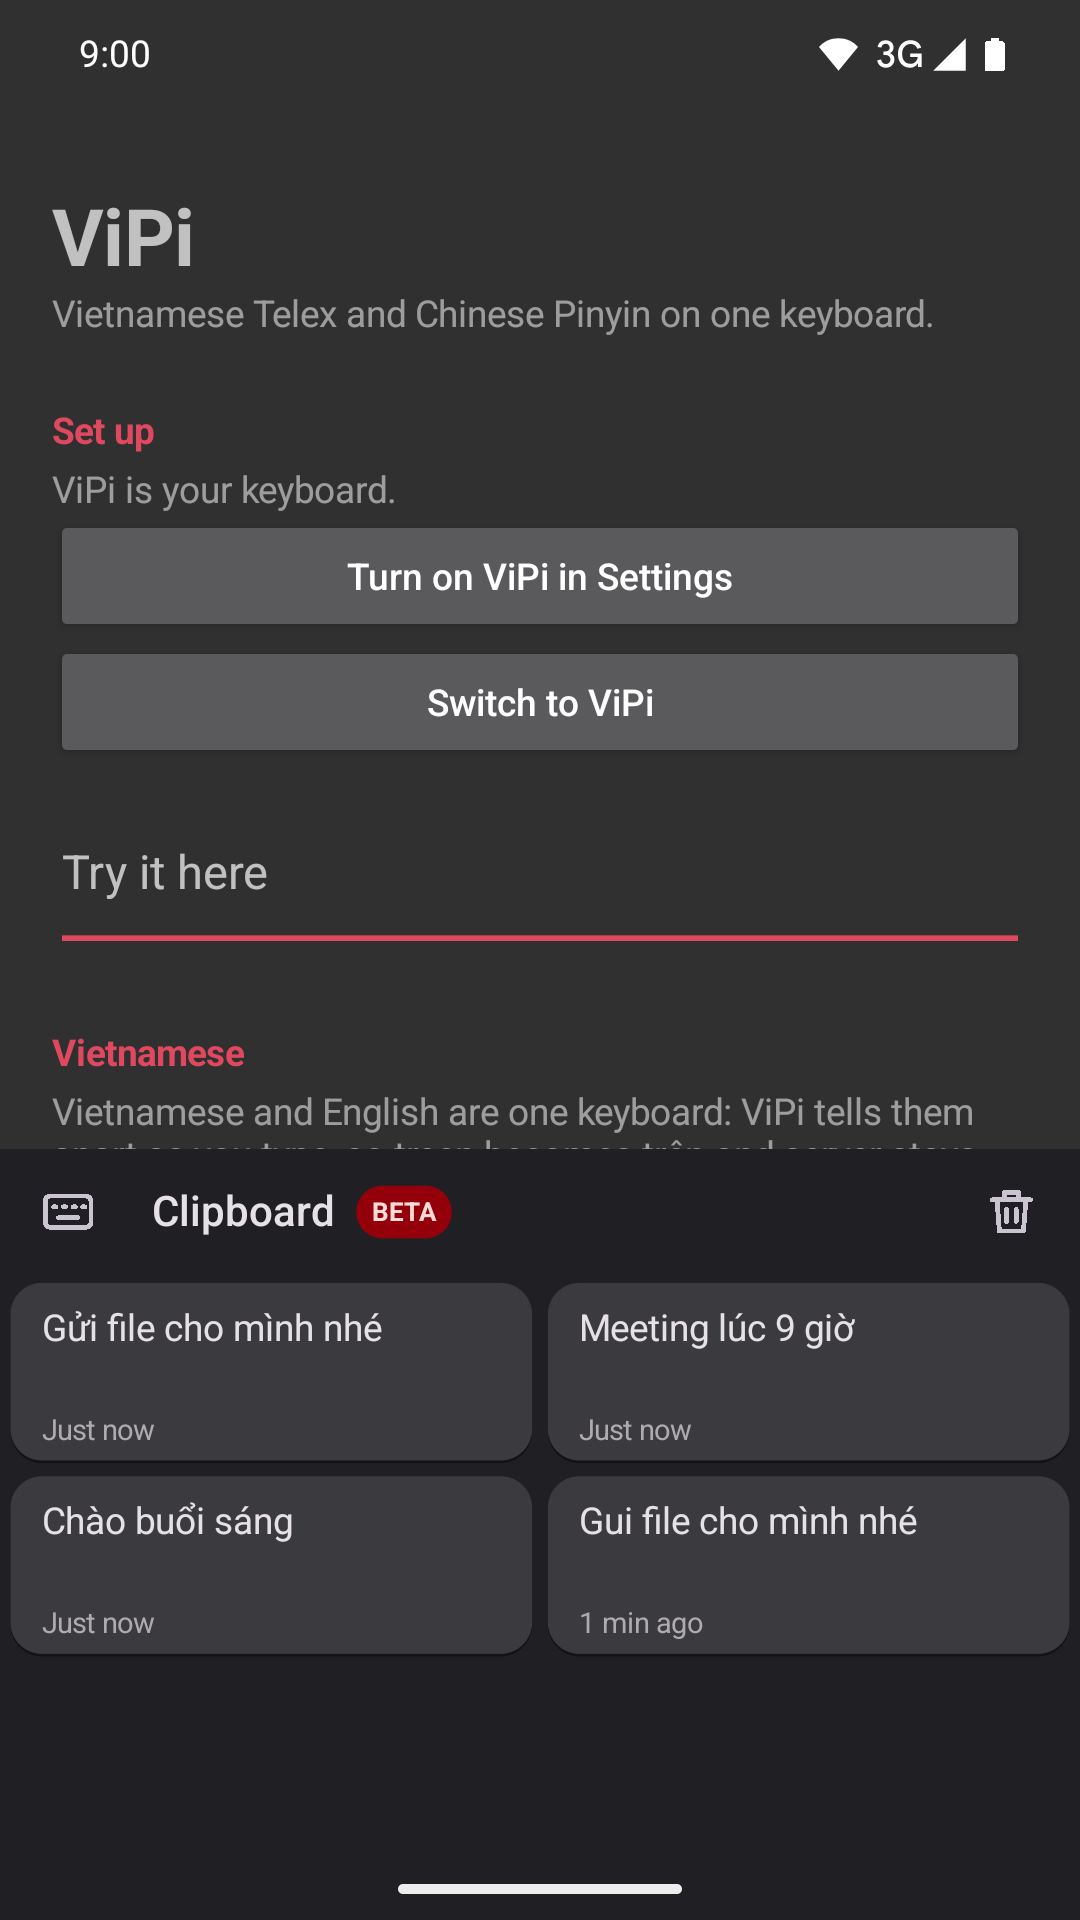 9:00
3G
ViPi
Vietnamese Telex and Chinese Pinyin on one keyboard.
Set up
ViPi is your keyboard.
Turn on ViPi in Settings
Switch to ViPi
Try it here
Vietnamese
Vietnamese and English are one keyboard: ViPi tells them
Clipboard BETA
Gửi file cho mình nhé
Just now
Meeting lúc 9 giờ
Just now
Chào buổi sáng
Just now
Gui file cho mình nhé
1 min ago